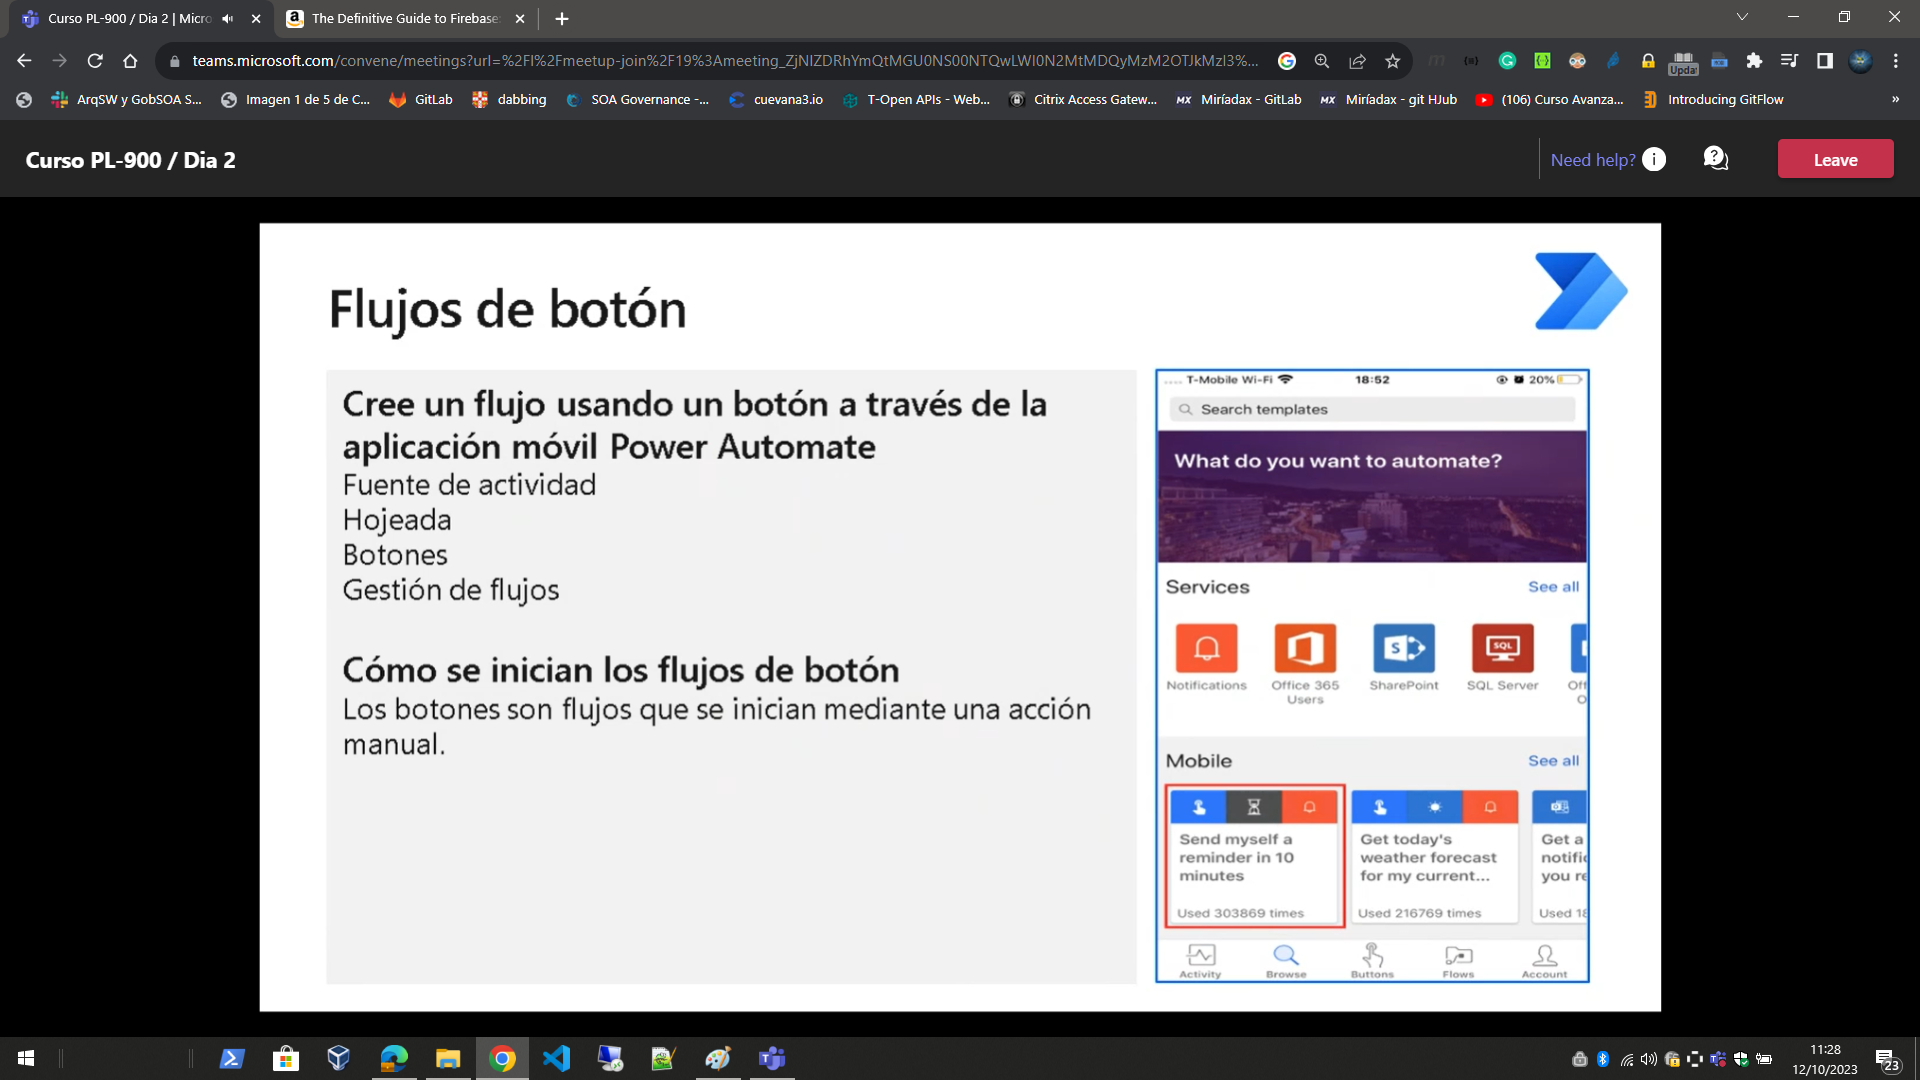 Curso PL-900 / Dia 2 | Micro
The Definitive Guide to Firebase
teams.microsoft.com/convene/meetings?url=%2Fl%2Fmeetup-join%2F19%3Ameeting_ZjNlZDRhYmQtMGU0NS00NTQwLWI0N2MtMDQyMzM2OTJkMzI3%...
Upda
ArqSW y GobSOA S...
Imagen 1 de 5 de C...
GitLab
dabbing
SOA Governance -...
cuevana3.io
T-Open APIs - Web...
Citrix Access Gatew...
MX Miríadax - GitLab
MX Miríadax - git HJub
(106) Curso Avanza...
Introducing GitFlow
»
Curso PL-900 / Dia 2
Need help?
Leave
Flujos de botón
Cree un flujo usando un botón a través de la
aplicación móvil Power Automate
Fuente de actividad
Hojeada
Botones
Gestión de flujos
Cómo se inician los flujos de botón
Los botones son flujos que se inician mediante una acción
manual.
T-Mobile Wi-Fi 18:52 20%
Search templates
What do you want to automate?
Services See all
Notifications
Office 365
Users
SharePoint
SQL
SQL Server
Off
O
Mobile See all
Send myself a
reminder in 10
minutes
Used 303869 times
Get today's
weather forecast
for my current...
Used 216769 times
Get a
notific
you re
Used 18
Activity Browse Buttons Flows Account
11:28
12/10/2023
23